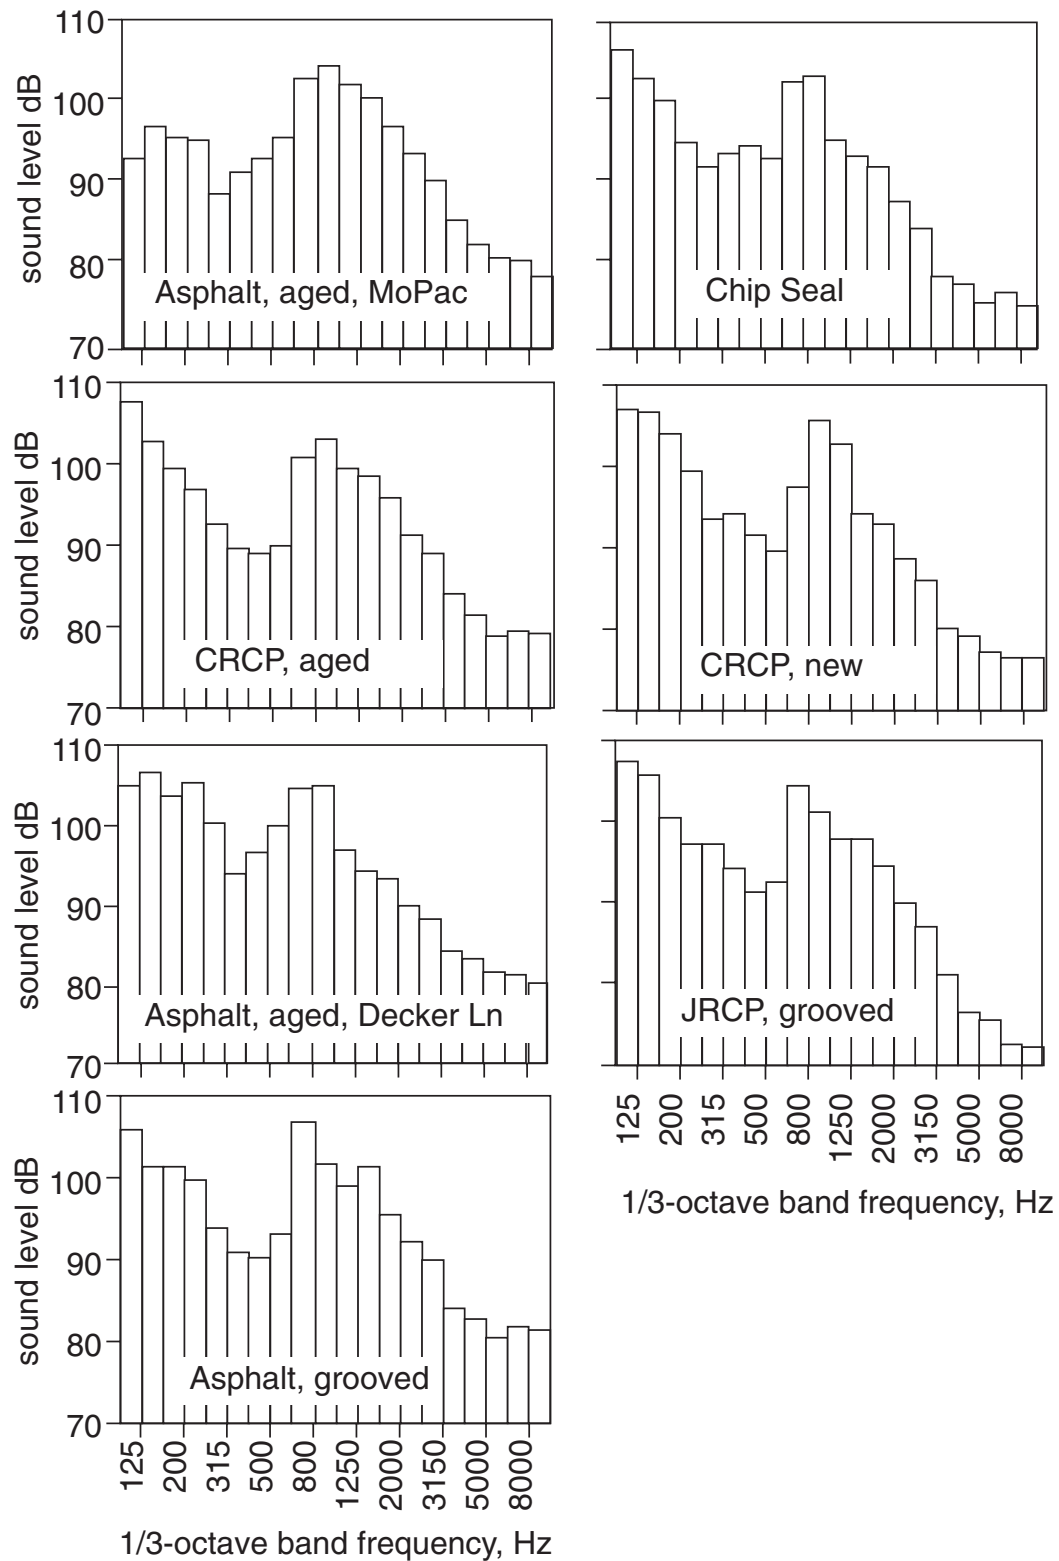 110
100
90
80
70
sound level dB
Asphalt, aged, MoPac
Chip Seal
110
100
90
80
70
sound level dB
CRCP, aged
CRCP, new
110
100
90
80
70
sound level dB
Asphalt, aged, Decker Ln
JRCP, grooved
125 200 315 500 800 1250 2000 3150 5000 8000
1/3-octave band frequency, Hz
110
100
90
80
70
sound level dB
Asphalt, grooved
125 200 315 500 800 1250 2000 3150 5000 8000
1/3-octave band frequency, Hz